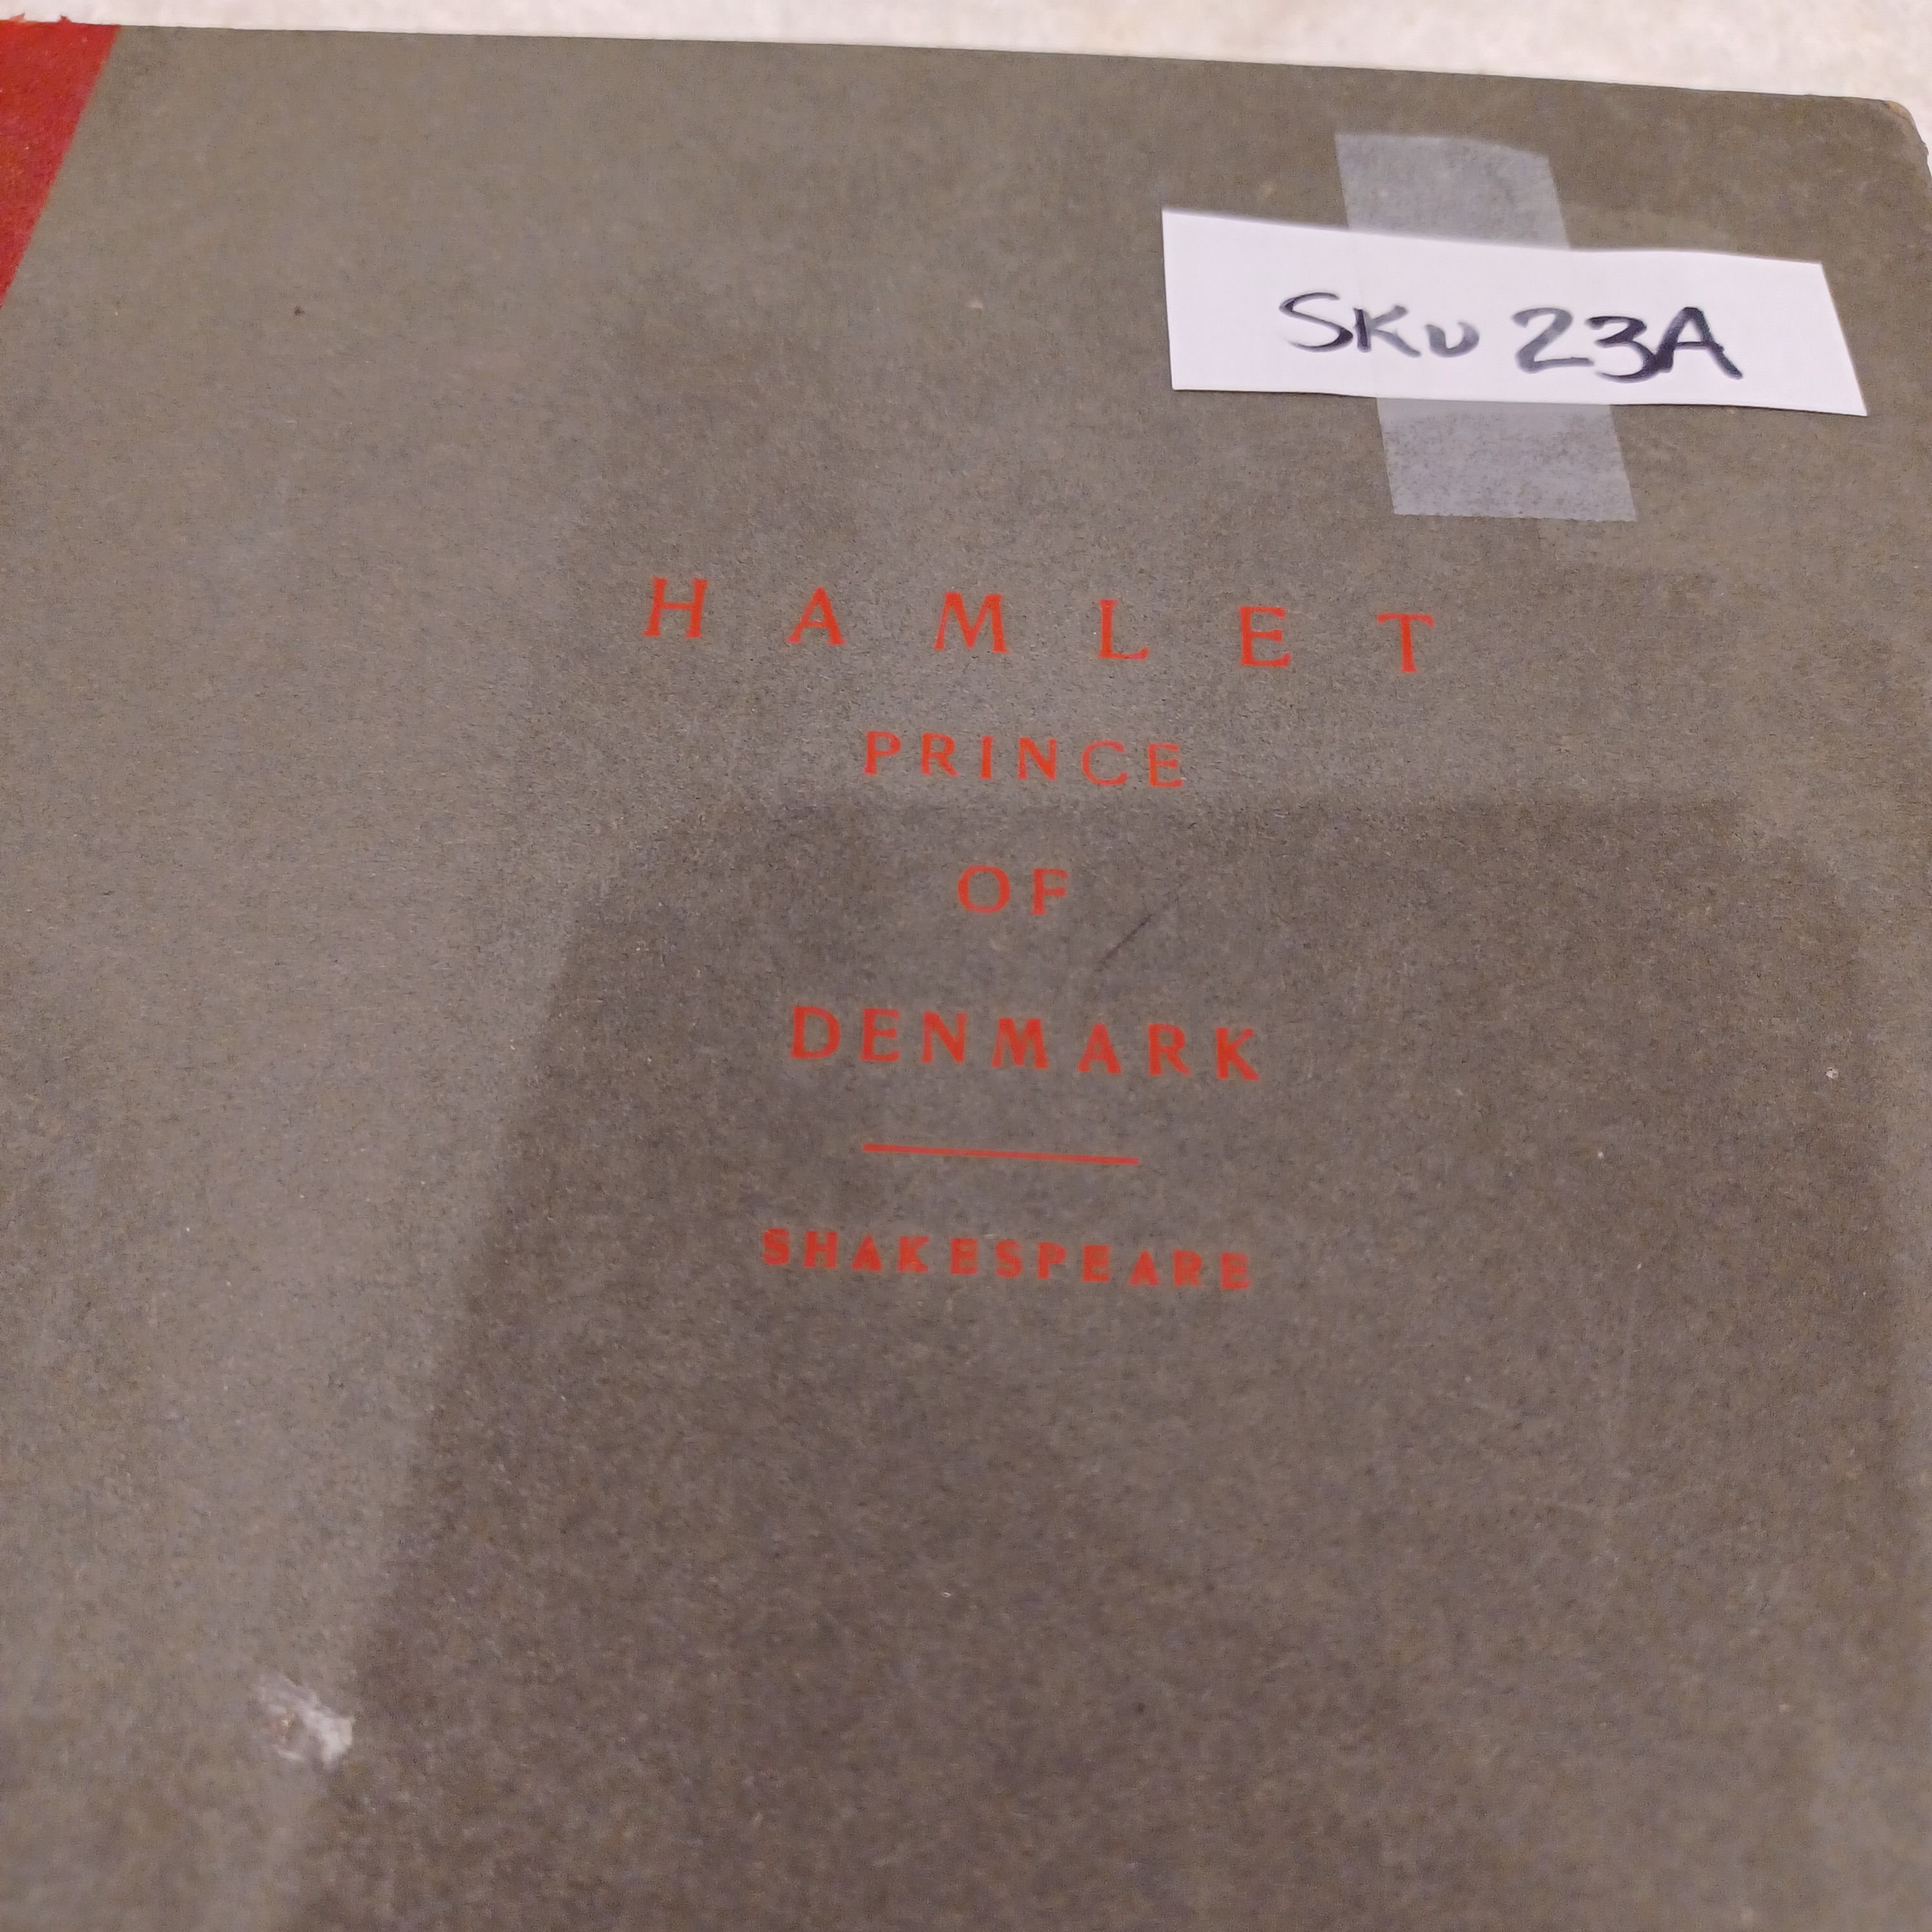 SKU 23A
HAMLET
PRINCE
OF
DENMARK
SHAKESPEARE